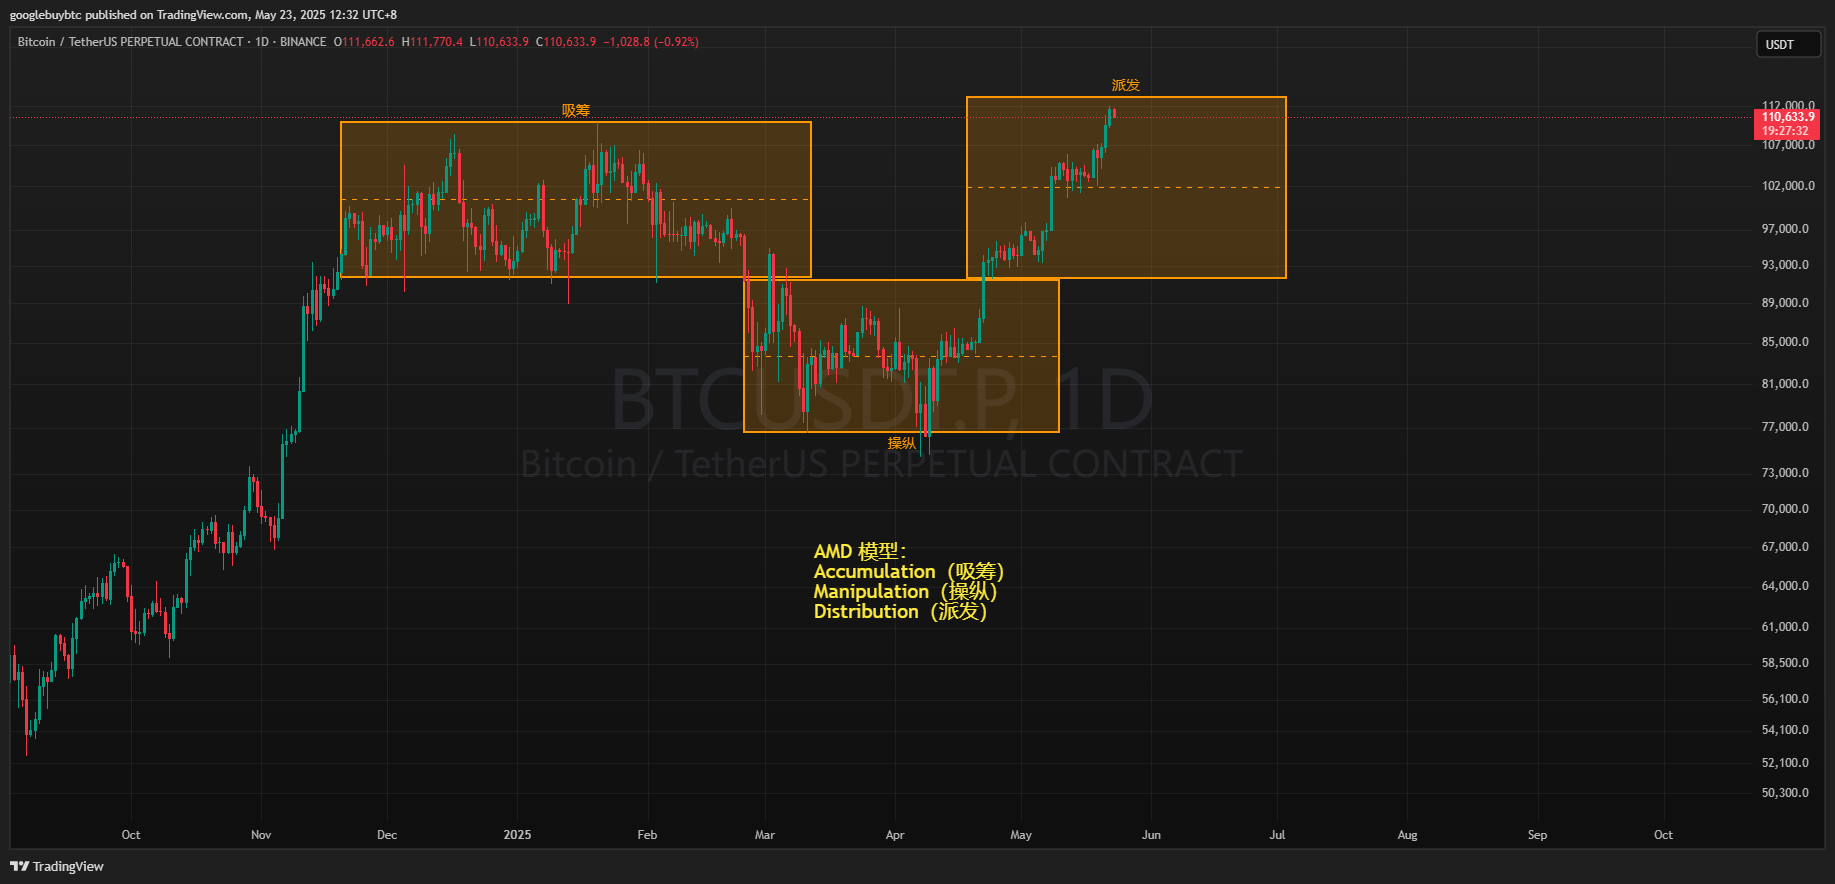 googlebuybtc published on TradingView.com, May 23, 2025 12:32 UTC+8
Bitcoin / TetherUS PERPETUAL CONTRACT · 1D · BINANCE O111,662.6 H111,770.4 L110,633.9 C110,633.9 −1,028.8 (−0.92%)
USDT
派发
吸筹
112,000.0
110,633.9
19:27:32
107,000.0
102,000.0
97,000.0
93,000.0
89,000.0
85,000.0
81,000.0
77,000.0
73,000.0
70,000.0
67,000.0
64,000.0
61,000.0
58,500.0
56,100.0
54,100.0
52,100.0
50,300.0
BTCUSDT.P, 1D
操纵
Bitcoin / TetherUS PERPETUAL CONTRACT
AMD 模型：
Accumulation（吸筹）
Manipulation（操纵）
Distribution（派发）
Oct Nov Dec 2025 Feb Mar Apr May Jun Jul Aug Sep Oct
TradingView